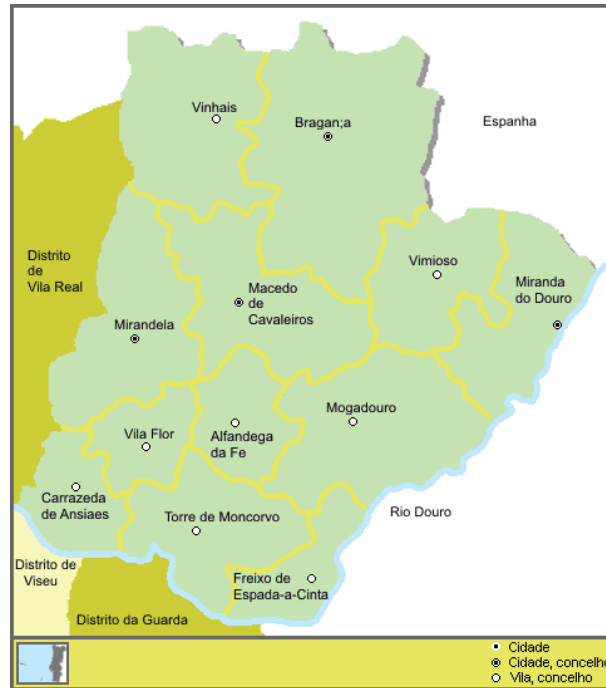 Vinhais
Bragan;a
Espanha
Distrito
de
Vila Real
Vimioso
Miranda
do Douro
Macedo
de
Cavaleiros
Mirandela
Mogadouro
Vila Flor
Alfandega
da Fe
Carrazeda
de Ansiaes
Torre de Moncorvo
Rio Douro
Distrito de
Viseu
Freixo de
Espada-a-Cinta
Distrito da Guarda
Cidade
Cidade, concelho
Vila, concelho